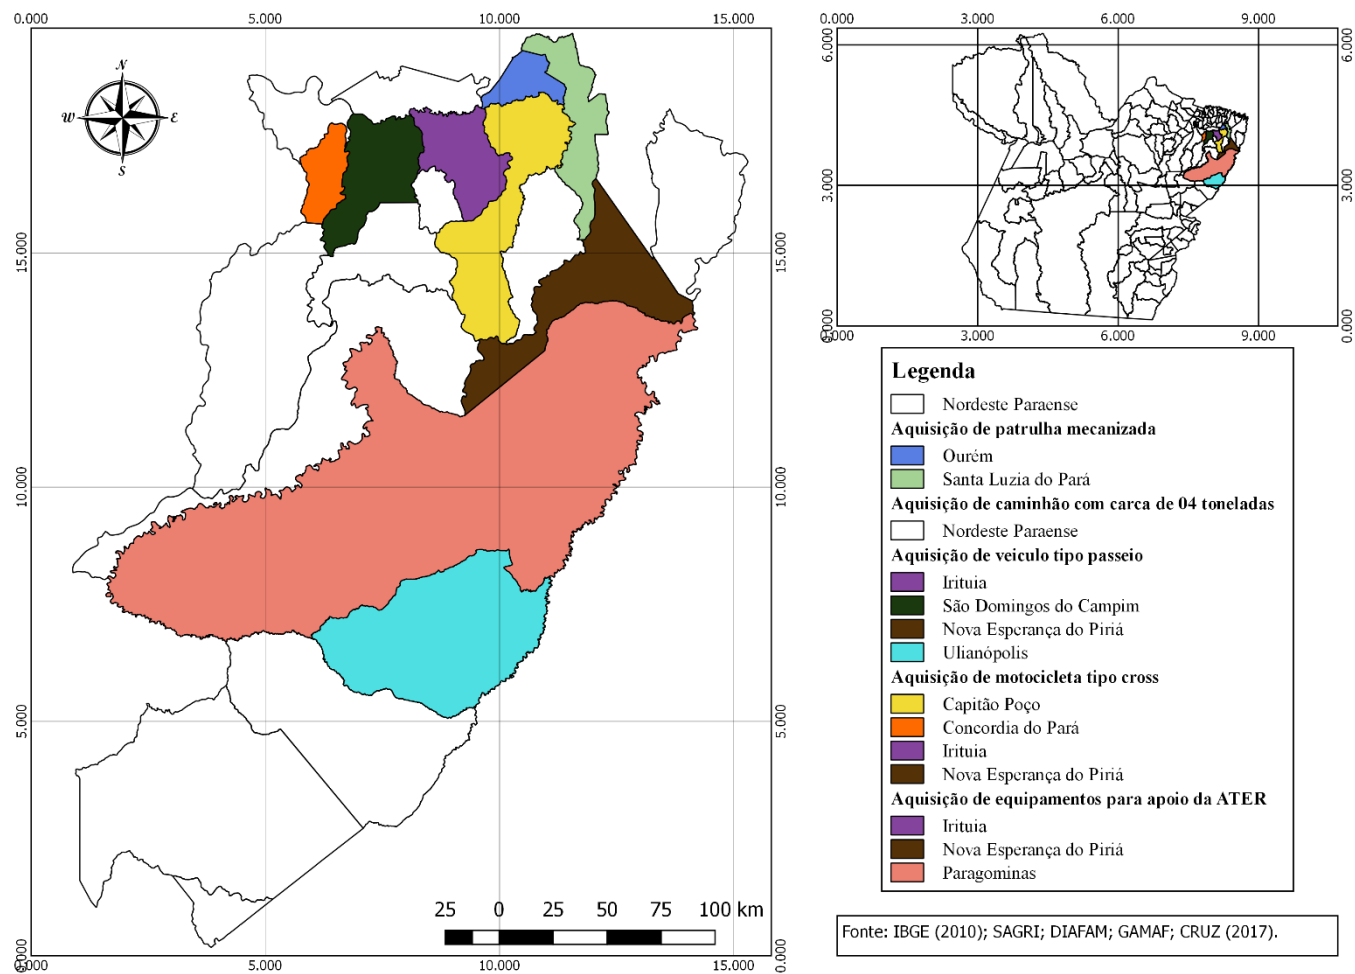 0.000 5.000 10.000 15.000
0.000 3.000 6.000 9.000
6.000 6.000
N
W E
S
3.000 3.000
15.000 15.000
0.000 0.000
0.000 3.000 6.000 9.000
Legenda
Nordeste Paraense
Aquisição de patrulha mecanizada
Ourém
Santa Luzia do Pará
Aquisição de caminhão com carca de 04 toneladas
Nordeste Paraense
Aquisição de veiculo tipo passeio
Irituia
São Domingos do Campim
Nova Esperança do Piriá
Ulianópolis
Aquisição de motocicleta tipo cross
Capitão Poço
Concordia do Pará
Irituia
Nova Esperança do Piriá
Aquisição de equipamentos para apoio da ATER
Irituia
Nova Esperança do Piriá
Paragominas
10.000 10.000
5.000 5.000
25 0 25 50 75 100 km
Fonte: IBGE (2010); SAGRI; DIAFAM; GAMAF; CRUZ (2017).
0.000 0.000
5.000 10.000 15.000